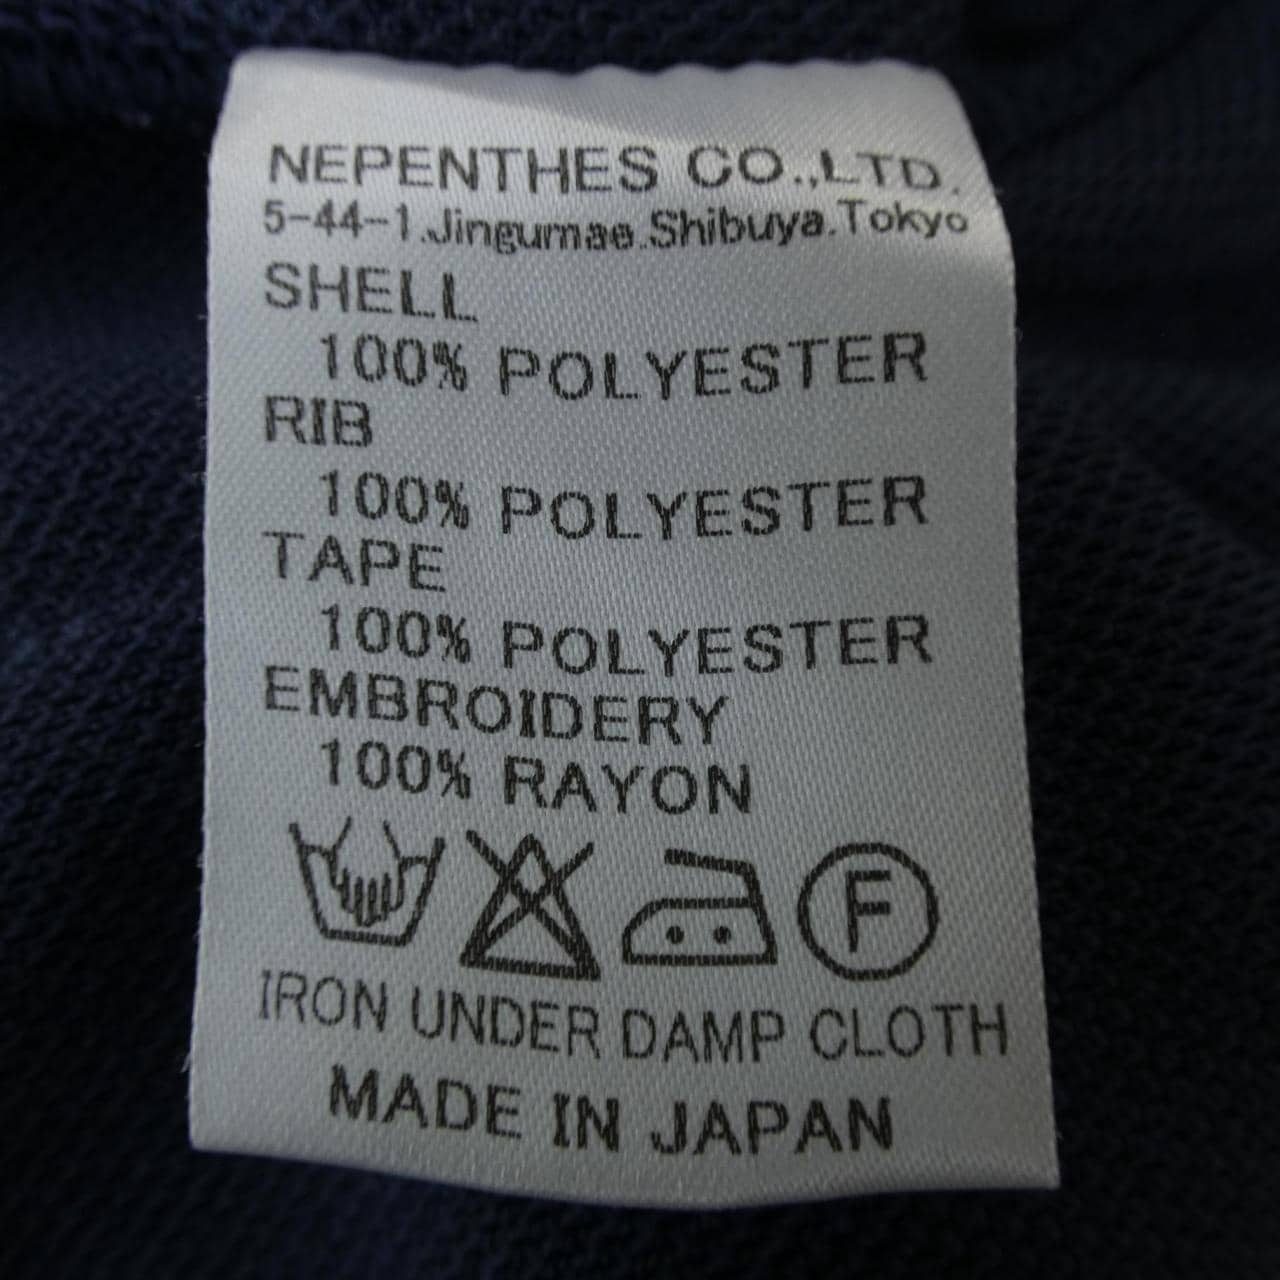 NEPENTHES CO.,LTD.
5-44-1.Jingumae.Shibuya.Tokyo
SHELL
100% POLYESTER
RIB
100% POLYESTER
TAPE
100% POLYESTER
EMBROIDERY
100% RAYON
F
IRON UNDER DAMP CLOTH
MADE IN JAPAN